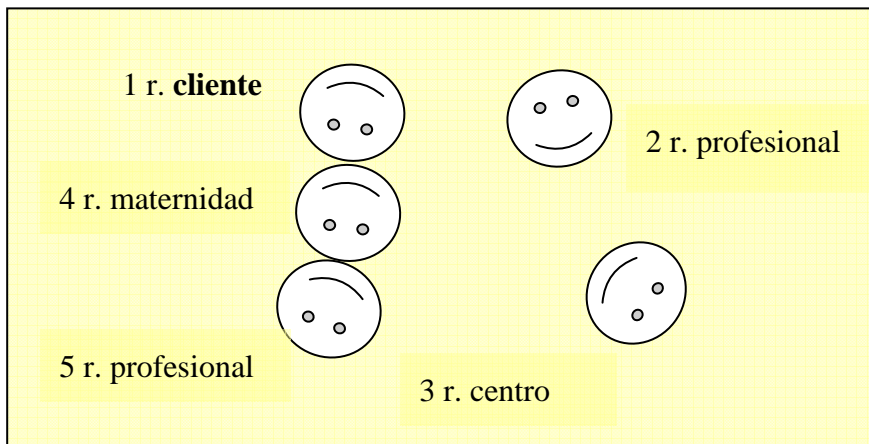 1 r. cliente
2 r. profesional
4 r. maternidad
5 r. profesional
3 r. centro